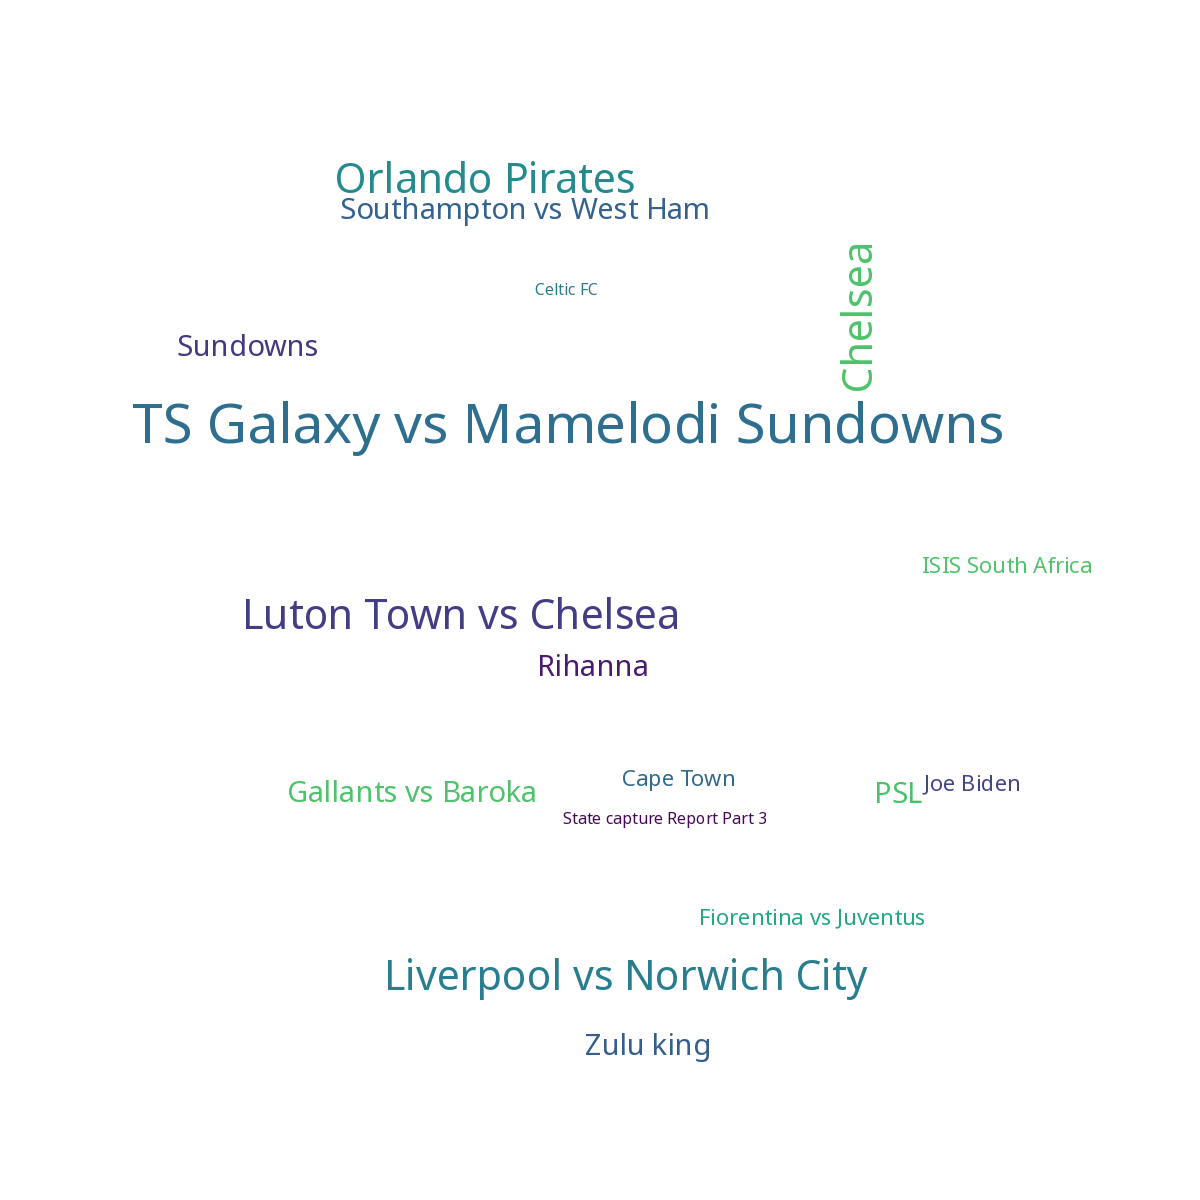 Orlando Pirates
Southampton vs West Ham
Chelsea
Celtic FC
Sundowns
TS Galaxy vs Mamelodi Sundowns
ISIS South Africa
Luton Town vs Chelsea
Rihanna
Cape Town
Gallants vs Baroka
PSL
Joe Biden
State capture Report Part 3
Fiorentina vs Juventus
Liverpool vs Norwich City
Zulu king